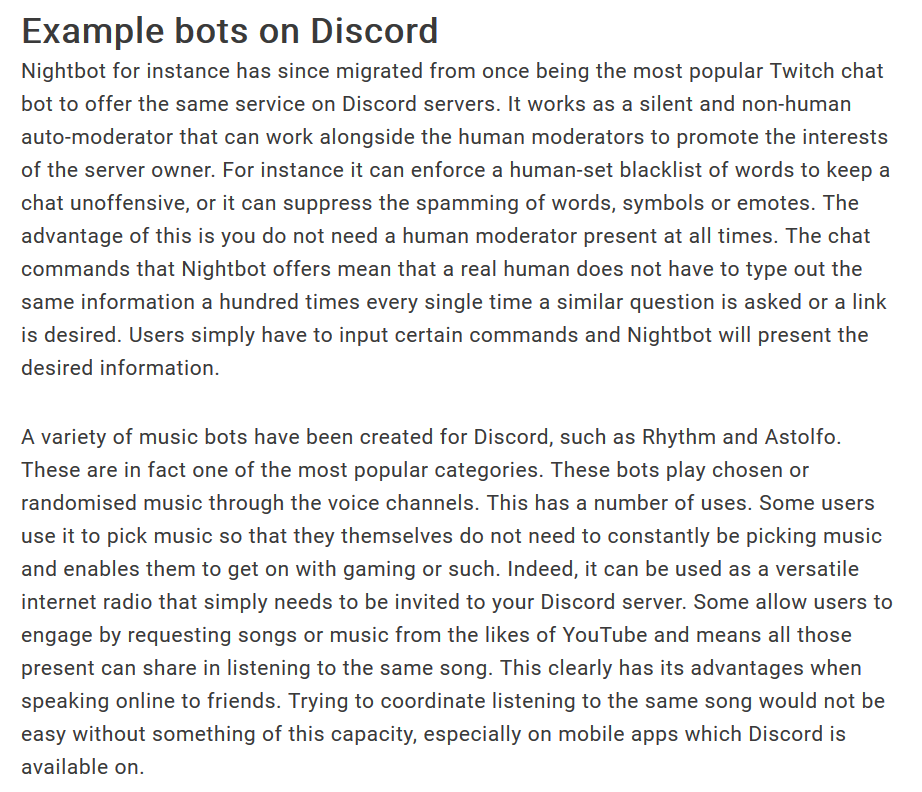 Example bots on Discord
Nightbot for instance has since migrated from once being the most popular Twitch chat
bot to offer the same service on Discord servers. It works as a silent and non-human
auto-moderator that can work alongside the human moderators to promote the interests
of the server owner. For instance it can enforce a human-set blacklist of words to keep a
chat unoffensive, or it can suppress the spamming of words, symbols or emotes. The
advantage of this is you do not need a human moderator present at all times. The chat
commands that Nightbot offers mean that a real human does not have to type out the
same information a hundred times every single time a similar question is asked or a link
is desired. Users simply have to input certain commands and Nightbot will present the
desired information.
A variety of music bots have been created for Discord, such as Rhythm and Astolfo.
These are in fact one of the most popular categories. These bots play chosen or
randomised music through the voice channels. This has a number of uses. Some users
use it to pick music so that they themselves do not need to constantly be picking music
and enables them to get on with gaming or such. Indeed, it can be used as a versatile
internet radio that simply needs to be invited to your Discord server. Some allow users to
engage by requesting songs or music from the likes of YouTube and means all those
present can share in listening to the same song. This clearly has its advantages when
speaking online to friends. Trying to coordinate listening to the same song would not be
easy without something of this capacity, especially on mobile apps which Discord is
available on.